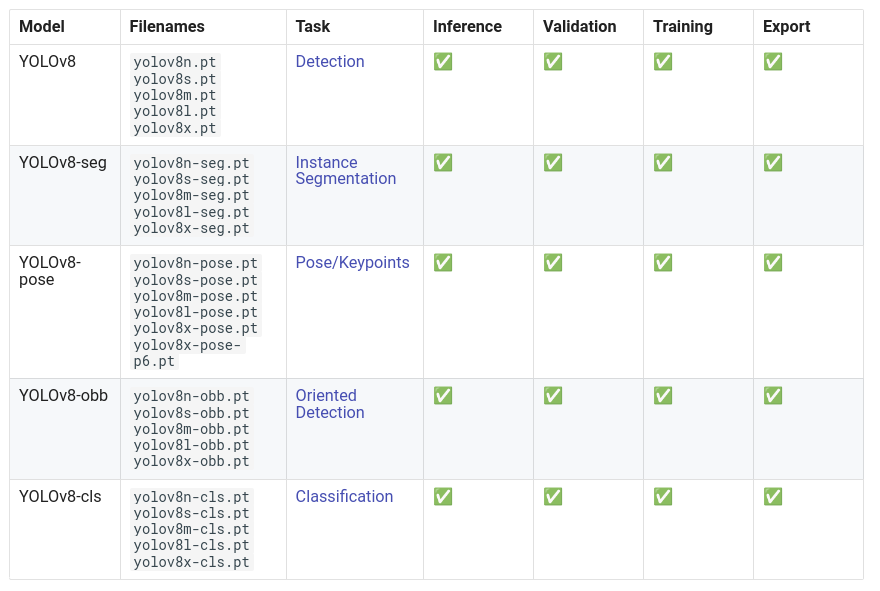 Model Filenames Task Inference Validation Training Export
YOLOv8 yolov8n.pt Detection ✅ ✅ ✅ ✅
yolov8s.pt
yolov8m.pt
yolov8l.pt
yolov8x.pt
YOLOv8-seg yolov8n-seg.pt Instance ✅ ✅ ✅ ✅
yolov8s-seg.pt Segmentation
yolov8m-seg.pt
yolov8l-seg.pt
yolov8x-seg.pt
YOLOv8- yolov8n-pose.pt Pose/Keypoints ✅ ✅ ✅ ✅
pose yolov8s-pose.pt
yolov8m-pose.pt
yolov8l-pose.pt
yolov8x-pose.pt
yolov8x-pose-
p6.pt
YOLOv8-obb yolov8n-obb.pt Oriented ✅ ✅ ✅ ✅
yolov8s-obb.pt Detection
yolov8m-obb.pt
yolov8l-obb.pt
yolov8x-obb.pt
YOLOv8-cls yolov8n-cls.pt Classification ✅ ✅ ✅ ✅
yolov8s-cls.pt
yolov8m-cls.pt
yolov8l-cls.pt
yolov8x-cls.pt